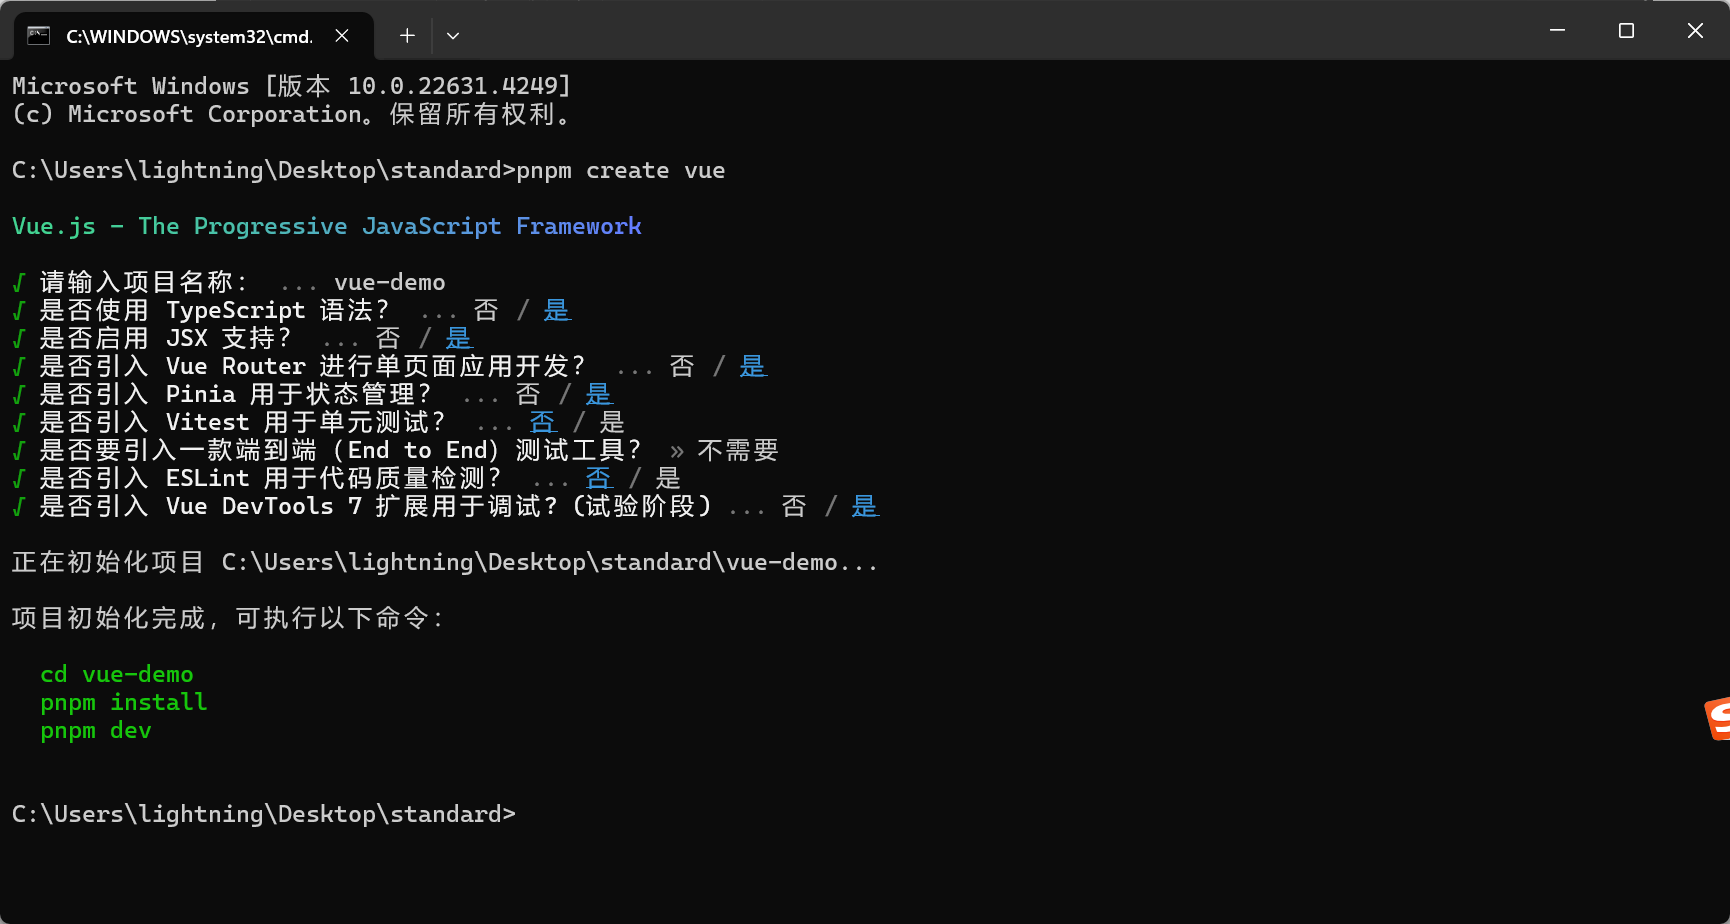 C:\WINDOWS\system32\cmd.
Microsoft Windows [版本 10.0.22631.4249]
(c) Microsoft Corporation。保留所有权利。
C:\Users\lightning\Desktop\standard>pnpm create vue
Vue.js - The Progressive JavaScript Framework
√ 请输入项目名称： ... vue-demo
√ 是否使用 TypeScript 语法？ ... 否 / 是
√ 是否启用 JSX 支持？ ... 否 / 是
√ 是否引入 Vue Router 进行单页面应用开发？ ... 否 / 是
√ 是否引入 Pinia 用于状态管理？ ... 否 / 是
√ 是否引入 Vitest 用于单元测试？ ... 否 / 是
√ 是否要引入一款端到端（End to End）测试工具？ » 不需要
√ 是否引入 ESLint 用于代码质量检测？ ... 否 / 是
√ 是否引入 Vue DevTools 7 扩展用于调试？（试验阶段） ... 否 / 是
正在初始化项目 C:\Users\lightning\Desktop\standard\vue-demo...
项目初始化完成，可执行以下命令：
cd vue-demo
pnpm install
pnpm dev
C:\Users\lightning\Desktop\standard>